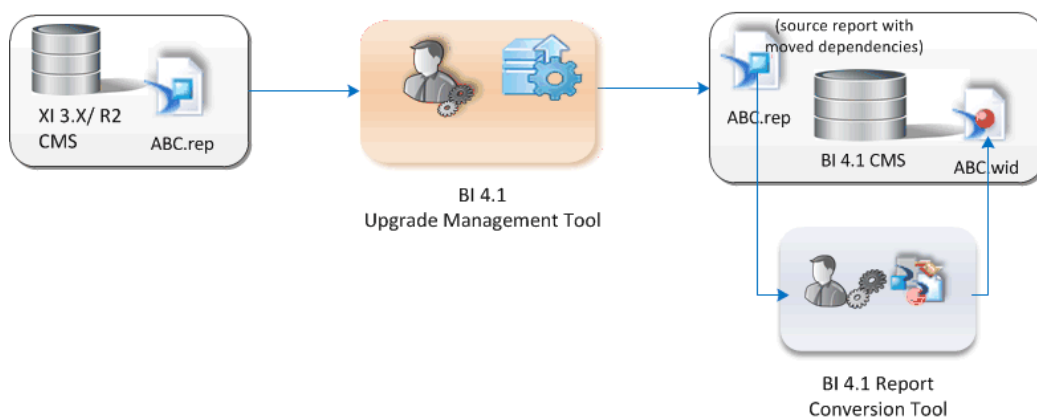 XI 3.X/ R2
CMS
ABC.rep
BI 4.1
Upgrade Management Tool
(source report with
moved dependencies)
ABC.rep
BI 4.1 CMS
ABC.wid
BI 4.1 Report
Conversion Tool